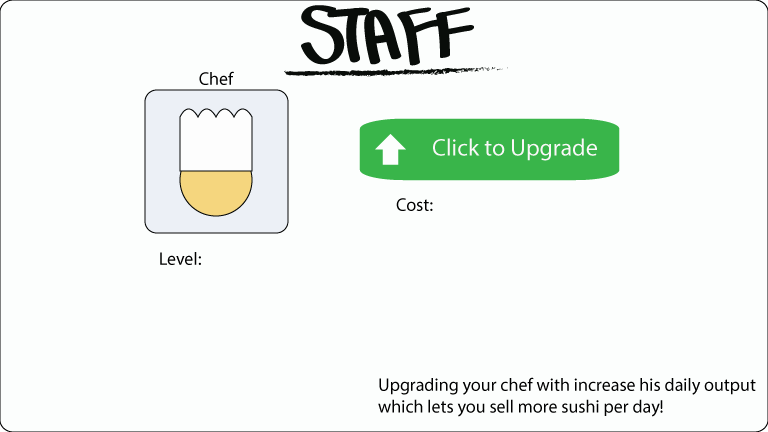 STAFF
Chef
Click to Upgrade
Cost:
Level:
Upgrading your chef with increase his daily output
which lets you sell more sushi per day!